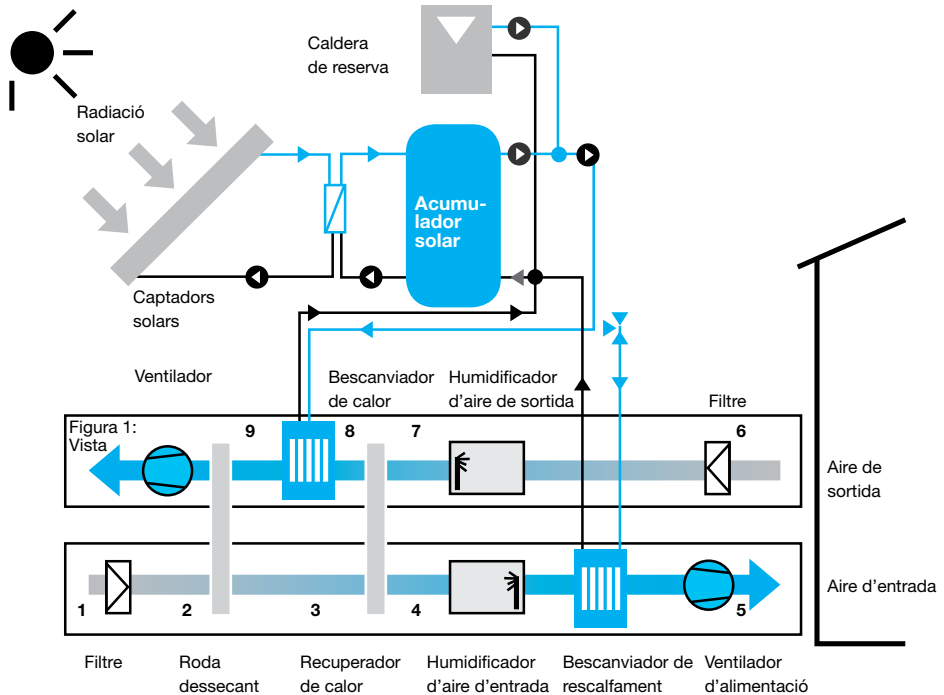 Caldera
de reserva
Radiació
solar
Acumu-
lador
solar
Captadors
solars
Ventilador
Bescanviador
de calor
Humidificador
d'aire de sortida
Filtre
Figura 1:
Vista
9
8
7
6
Aire de
sortida
1
2
3
4
5
Aire d'entrada
Filtre
Roda
dessecant
Recuperador
de calor
Humidificador
d'aire d'entrada
Bescanviador de
rescalfament
Ventilador
d'alimentació